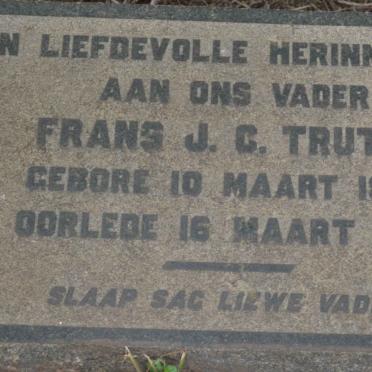 N LIEFDEVOLLE HERINN
AAN ONS VADER
FRANS J. C. TRUT
GEBORE 10 MAART 1
OORLEDE 16 MAART
SLAAP SAG LIEWE VAD